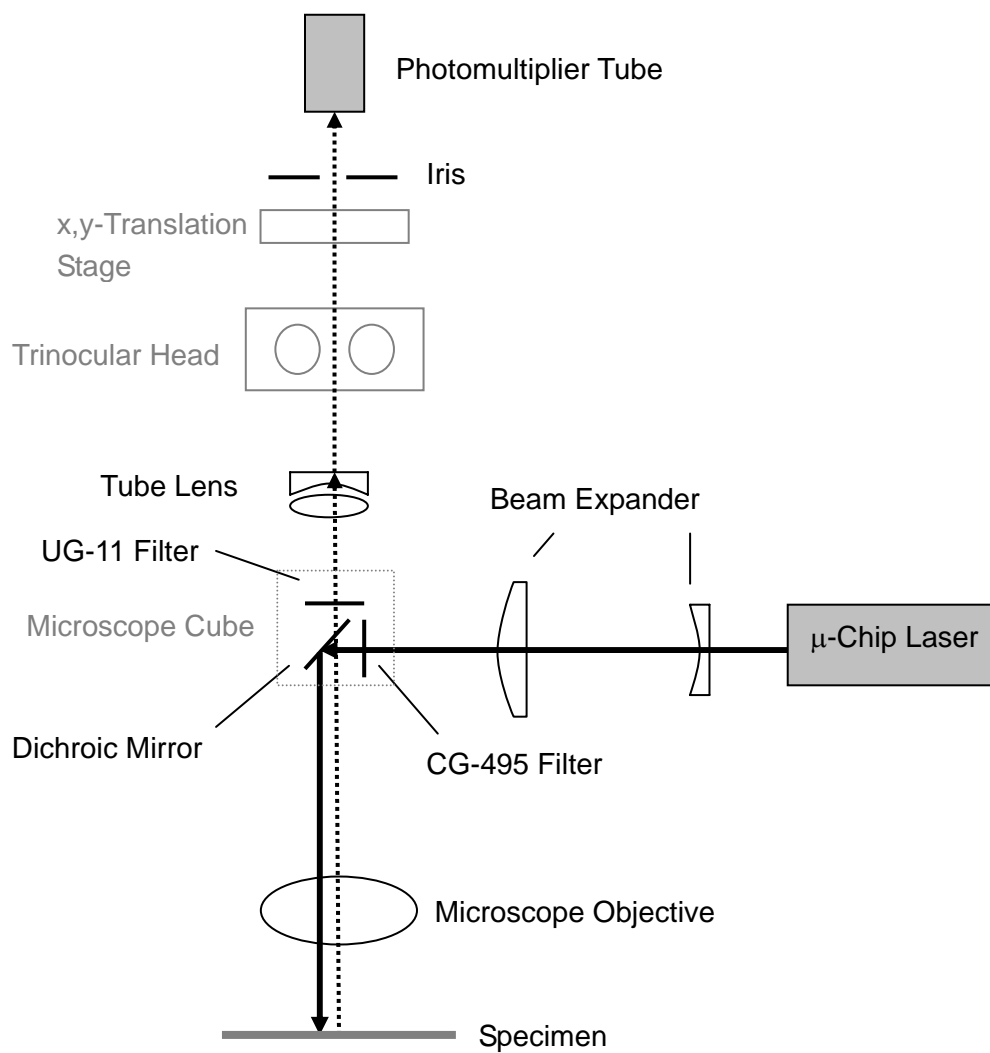 Photomultiplier Tube
Iris
x,y-Translation
Stage
Trinocular Head
Tube Lens
Beam Expander
UG-11 Filter
Microscope Cube
μ-Chip Laser
Dichroic Mirror
CG-495 Filter
Microscope Objective
Specimen